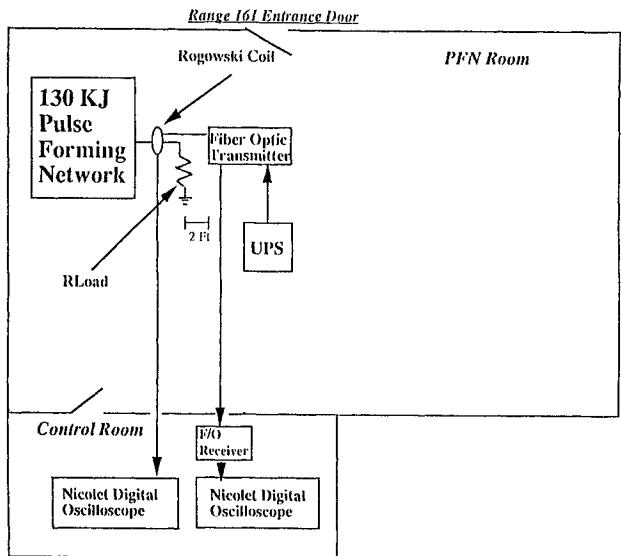 Range 161 Entrance Door
Rogowski Coil
PFN Room
130 KJ
Pulse
Forming
Network
Fiber Optic
Transmitter
2 Ft
UPS
RLoad
Control Room
F/O
Receiver
Nicolet Digital
Oscilloscope
Nicolet Digital
Oscilloscope